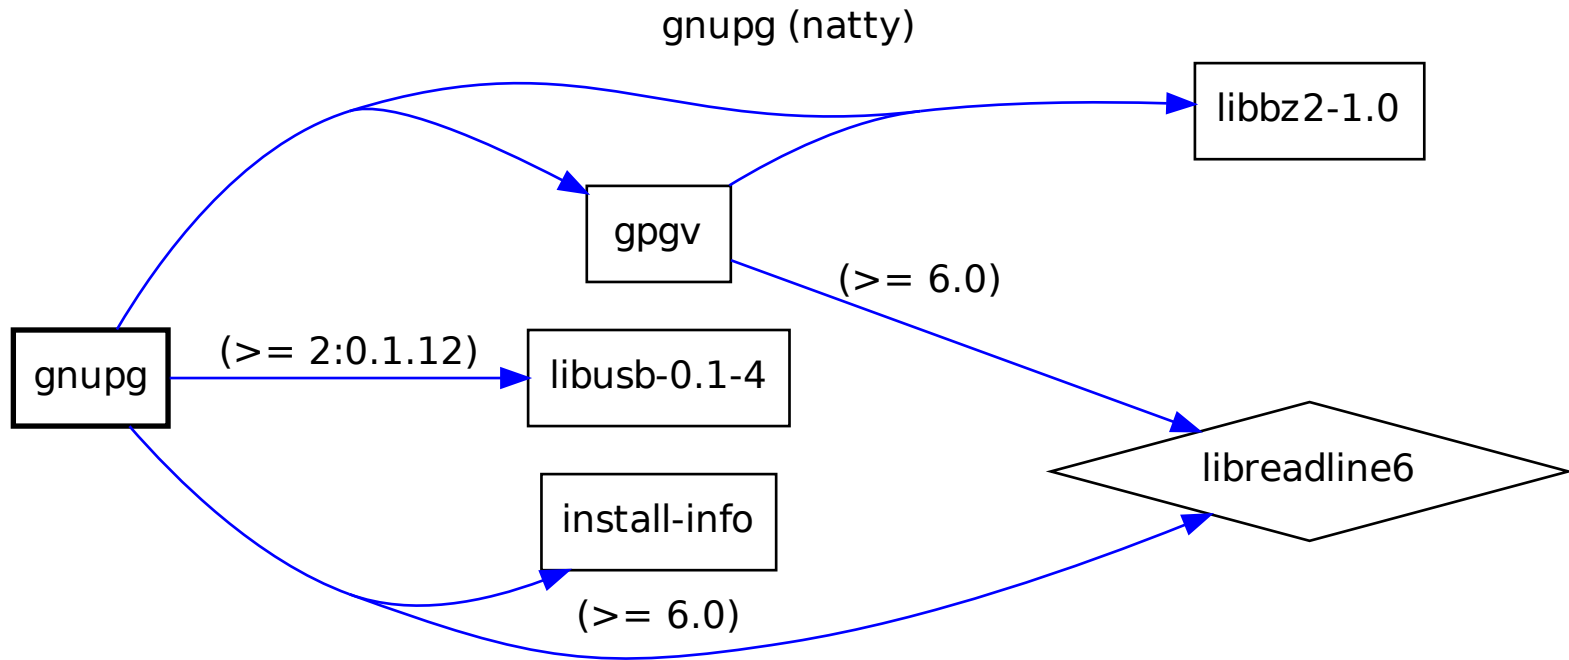 gnupg (natty)
libbz2-1.0
gpgv
(>= 6.0)
gnupg
(>= 2:0.1.12)
libusb-0.1-4
libreadline6
install-info
(>= 6.0)